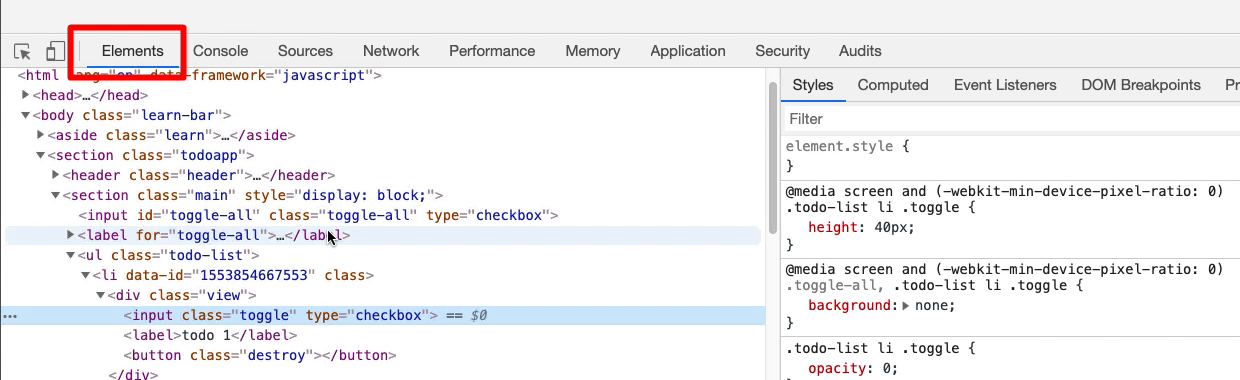 Elements Console Sources Network Performance Memory Application Security Audits
<html lang="en" data-framework="javascript">
<head>…</head>
<body class="learn-bar">
<aside class="learn">…</aside>
<section class="todoapp">
<header class="header">…</header>
<section class="main" style="display: block;">
<input id="toggle-all" class="toggle-all" type="checkbox">
<label for="toggle-all">…</label>
<ul class="todo-list">
<li data-id="1553854667553" class>
<div class="view">
… <input class="toggle" type="checkbox"> == $0
<label>todo 1</label>
<button class="destroy"></button>
</div>
Styles Computed Event Listeners DOM Breakpoints Pr
Filter
element.style {
}
@media screen and (-webkit-min-device-pixel-ratio: 0)
.todo-list li .toggle {
height: 40px;
}
@media screen and (-webkit-min-device-pixel-ratio: 0)
.toggle-all, .todo-list li .toggle {
background: none;
}
.todo-list li .toggle {
opacity: 0;